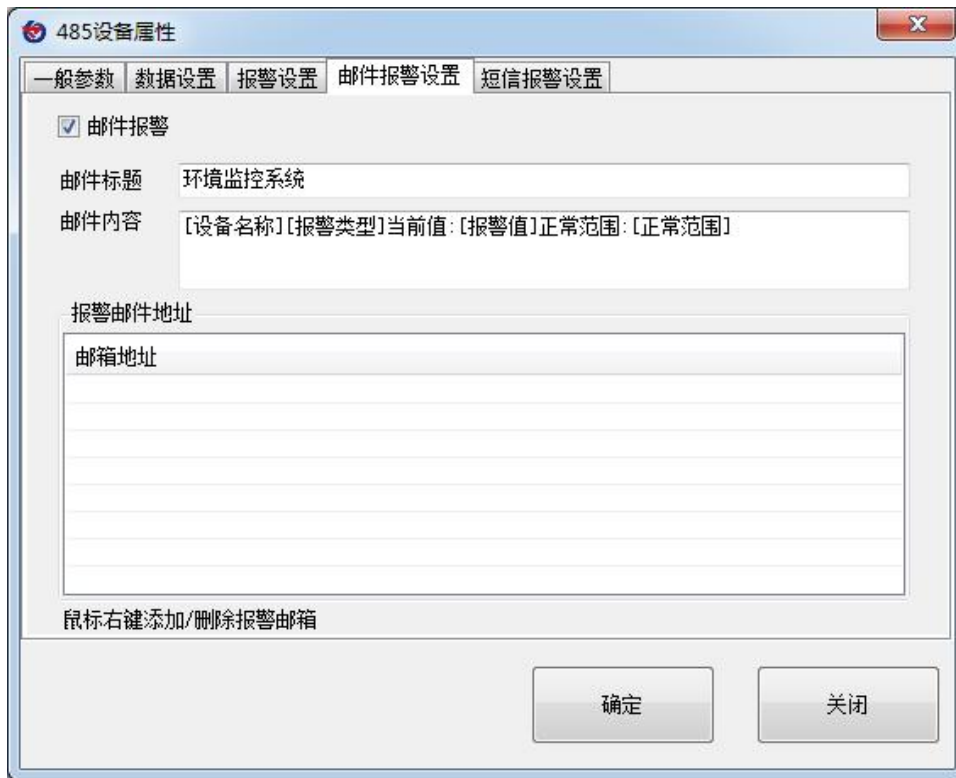 485设备属性
一般参数 数据设置 报警设置 邮件报警设置 短信报警设置
邮件报警
邮件标题 环境监控系统
邮件内容 [设备名称][报警类型]当前值:[报警值]正常范围:[正常范围]
报警邮件地址
邮箱地址
鼠标右键添加/删除报警邮箱
确定 关闭